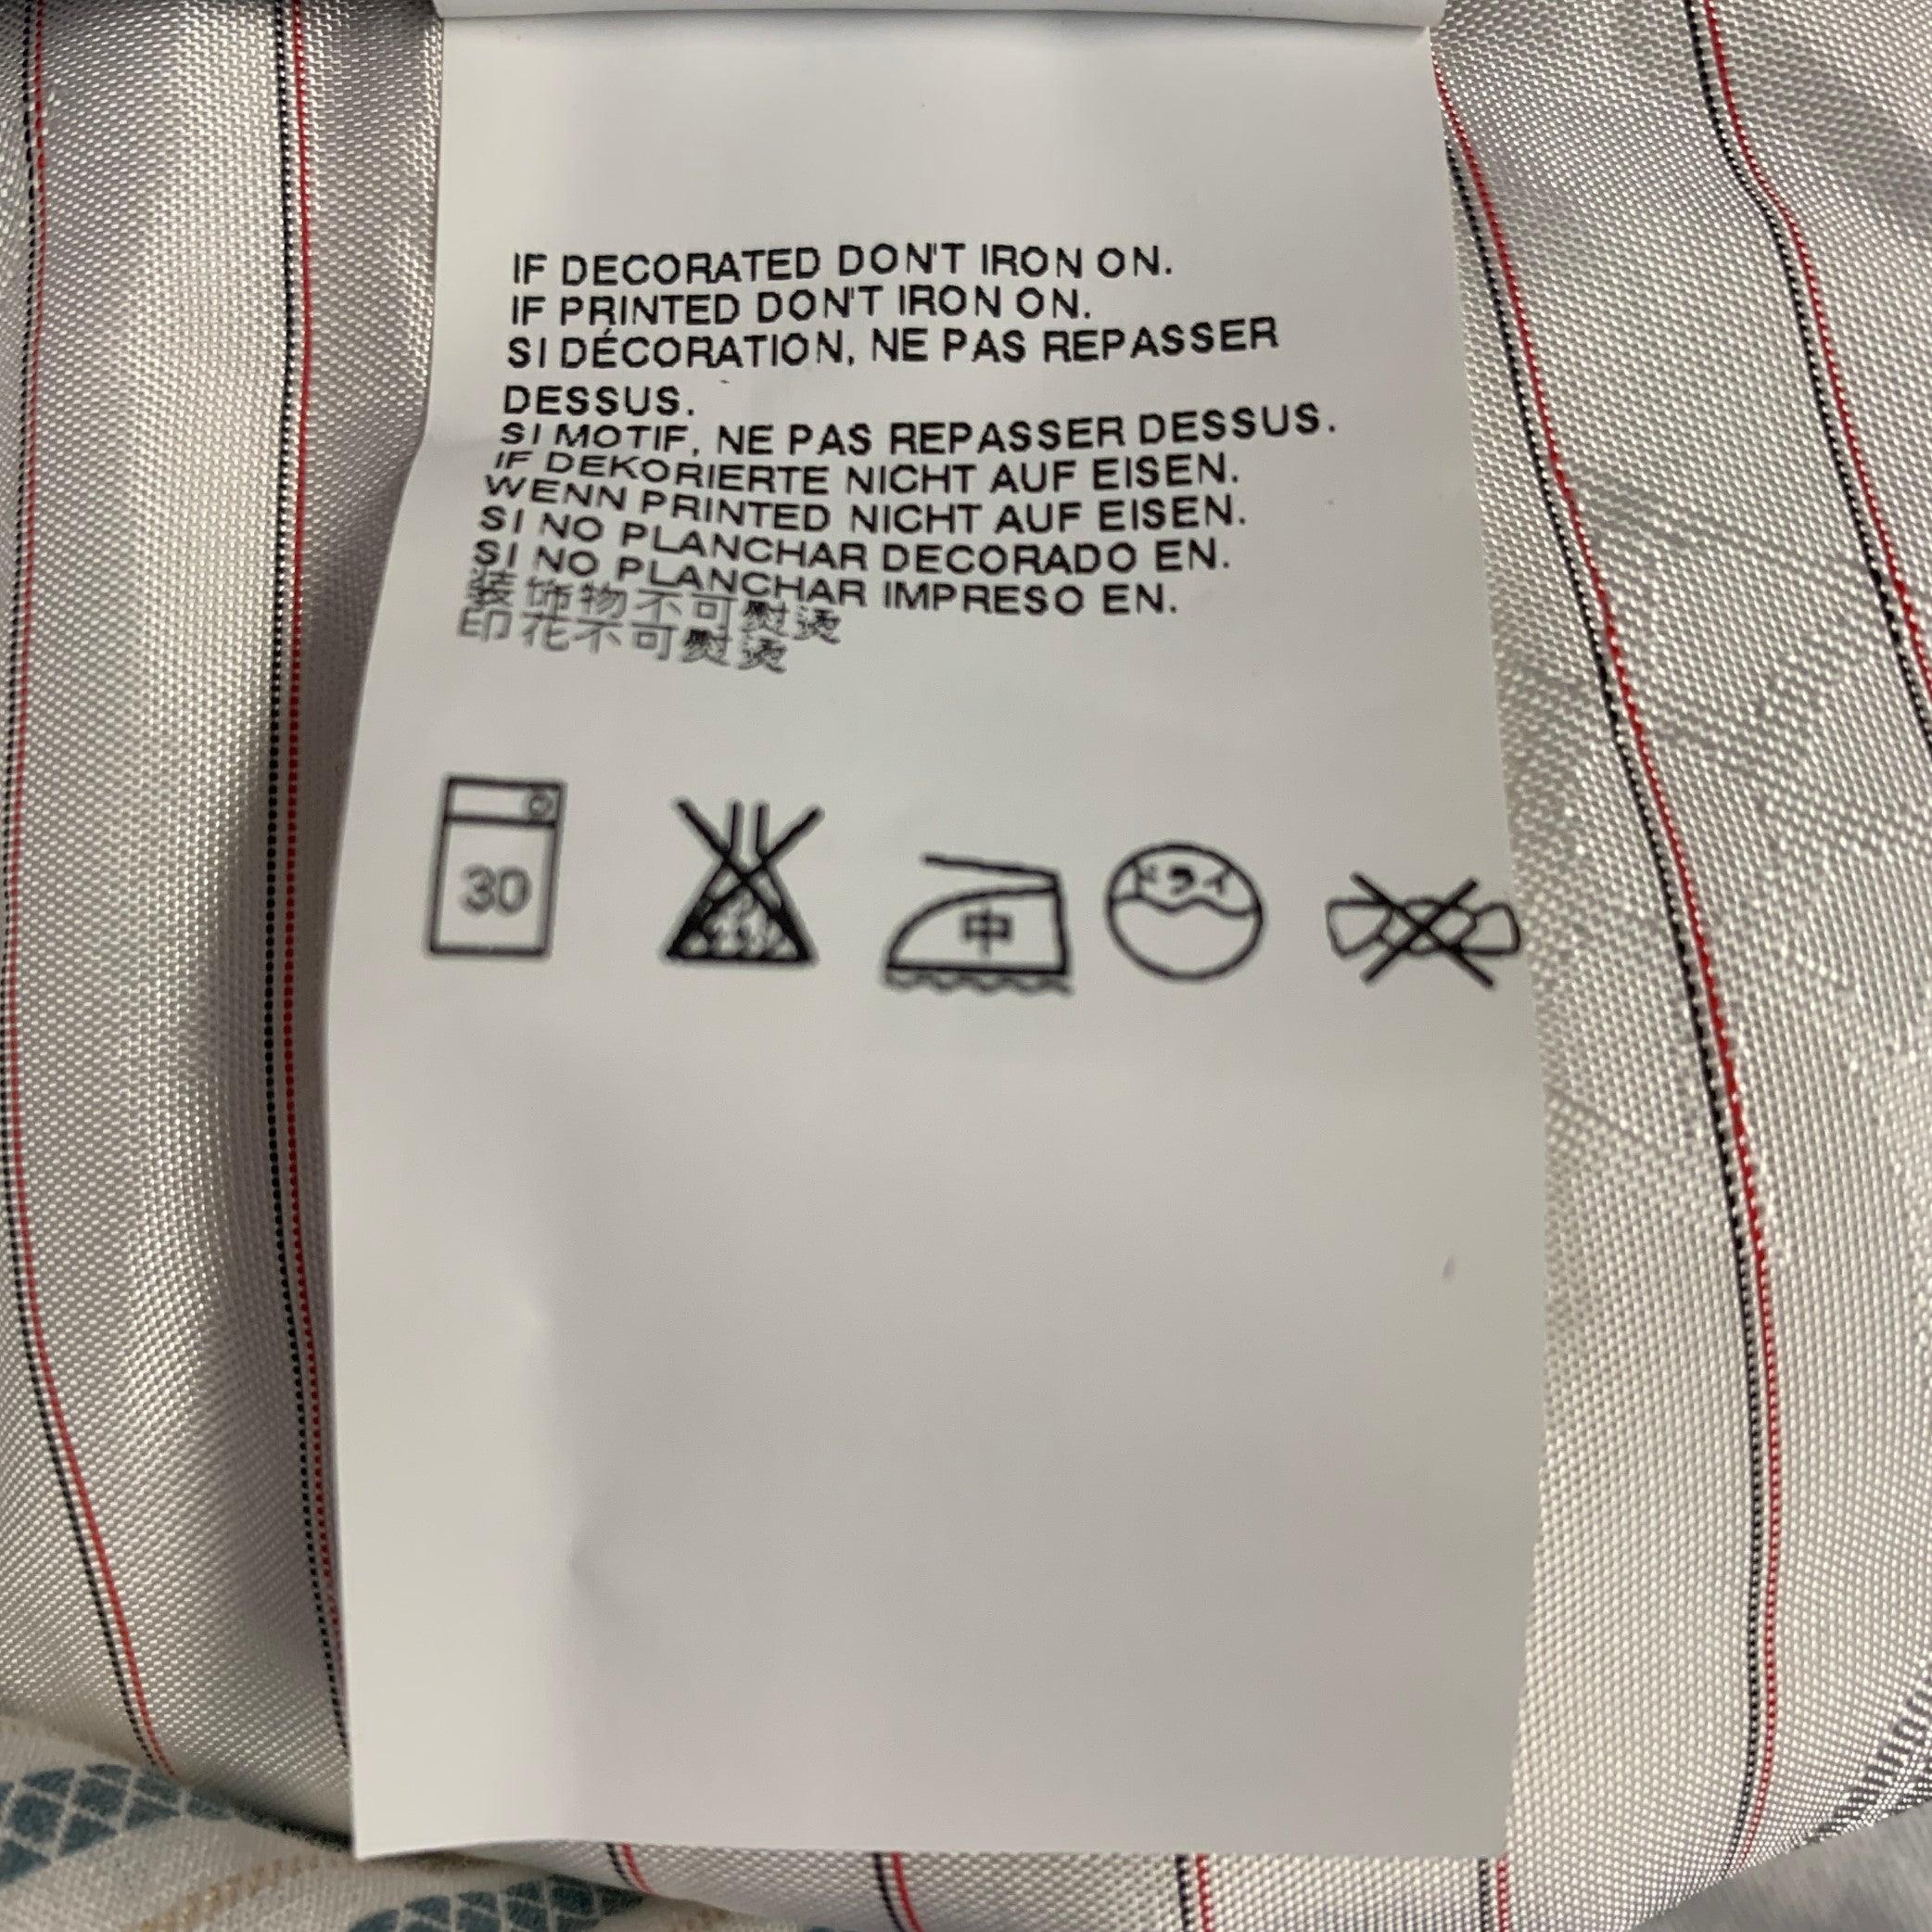 IF DECORATED DON'T IRON ON.
IF PRINTED DON'T IRON ON.
SI DÉCORATION, NE PAS REPASSER
DESSUS.
SI MOTIF, NE PAS REPASSER DESSUS.
IF DEKORIERTE NICHT AUF EISEN.
WENN PRINTED NICHT AUF EISEN.
SI NO PLANCHAR DECORADO EN.
SI NO PLANCHAR IMPRESO EN.
装饰物不可熨烫
印花不可熨烫
30
中
ドライ